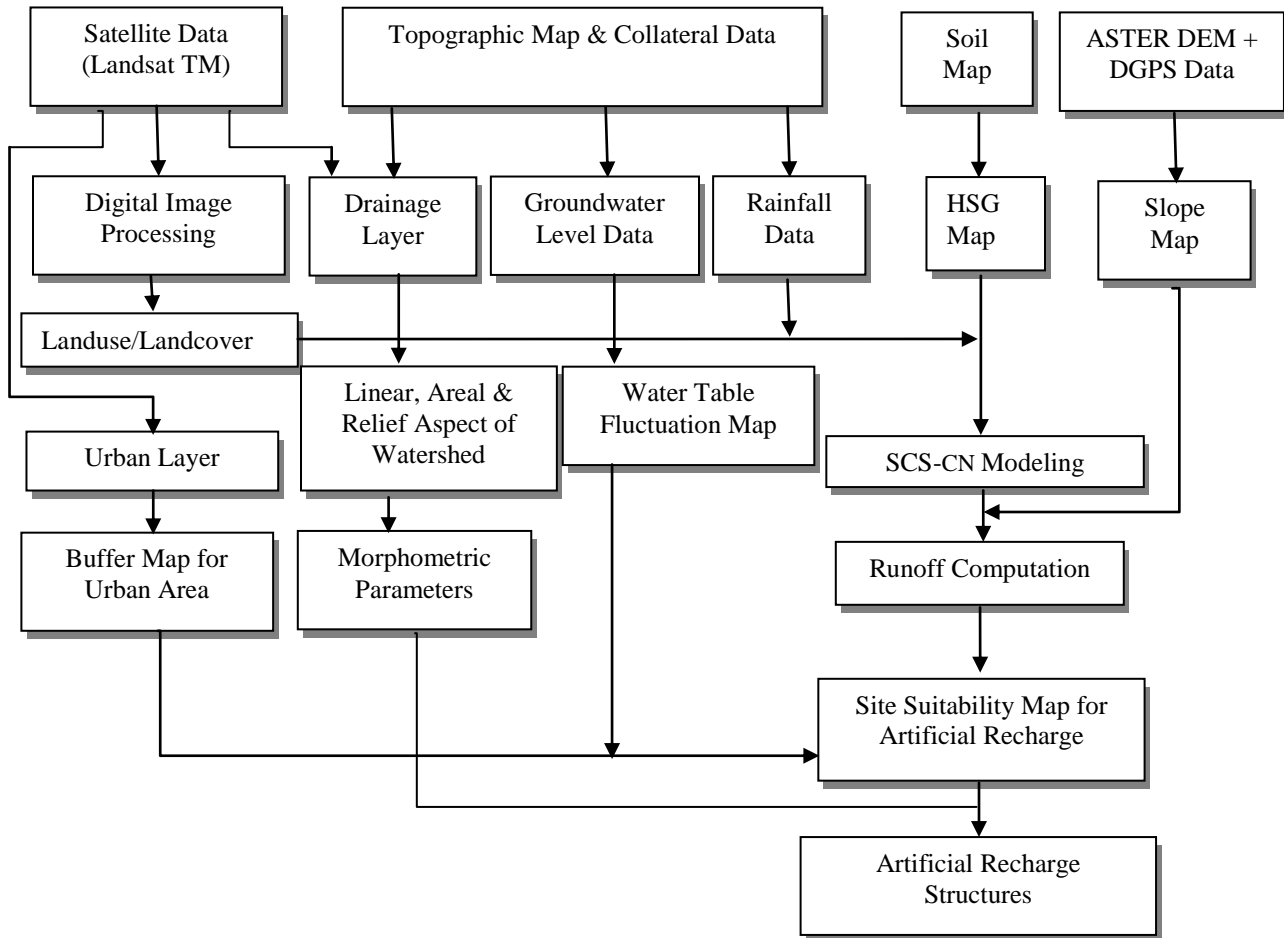 Satellite Data
(Landsat TM)
Topographic Map & Collateral Data
Soil
Map
ASTER DEM +
DGPS Data
Digital Image
Processing
Drainage
Layer
Groundwater
Level Data
Rainfall
Data
HSG
Map
Slope
Map
Landuse/Landcover
Linear, Areal &
Relief Aspect of
Watershed
Water Table
Fluctuation Map
Urban Layer
SCS-CN Modeling
Buffer Map for
Urban Area
Morphometric
Parameters
Runoff Computation
Site Suitability Map for
Artificial Recharge
Artificial Recharge
Structures